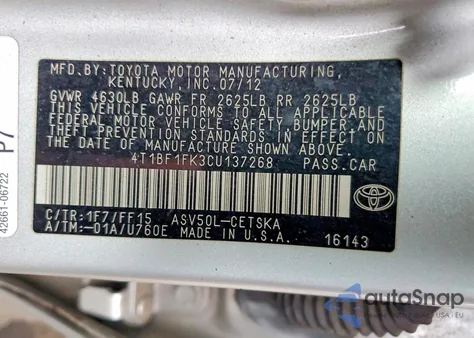 MFD.BY:TOYOTA MOTOR MANUFACTURING,
KENTUCKY, INC. 07/12
GVWR 4630LB GAWR FR 2625LB RR 2625LB
THIS VEHICLE CONFORMS TO ALL APPLICABLE
FEDERAL MOTOR VEHICLE SAFETY, BUMPER, AND
THEFT PREVENTION STANDARDS IN EFFECT ON
THE DATE OF MANUFACTURE SHOWN ABOVE.
4T1BF1FK3CU137268 PASS.CAR
C/TR:1F7/FF15 ASV50L-CETSKA
A/TM:-01A/U760E MADE IN U.S.A.
16143
TOYOTA
42661-06722
P7
autoSnap